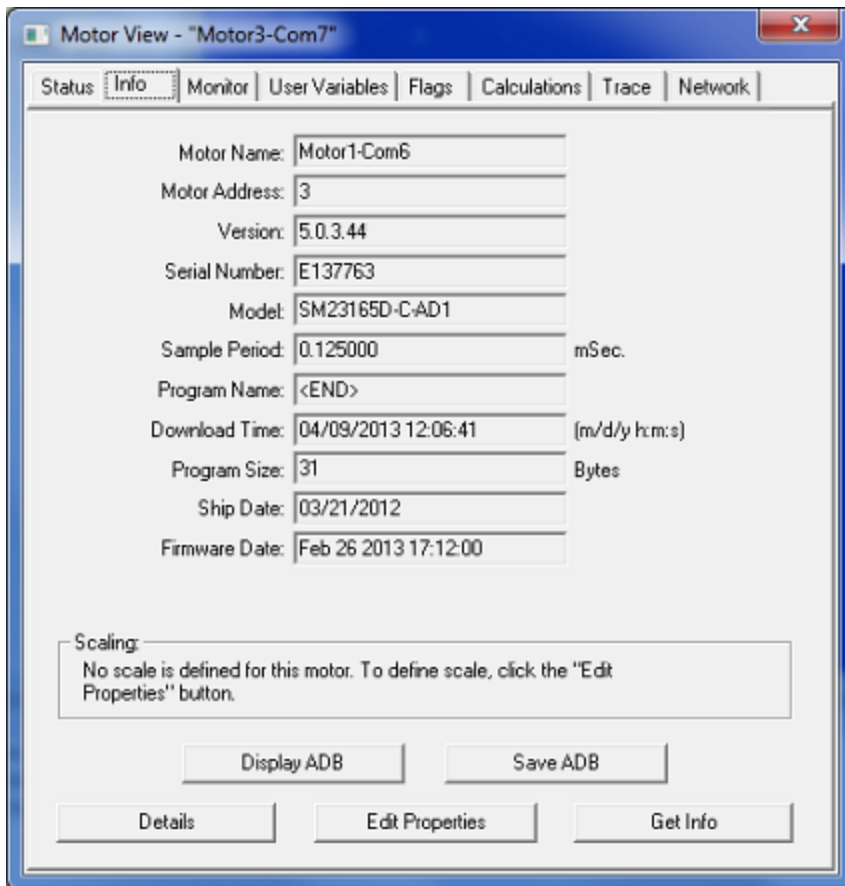 Motor View - "Motor3-Com7"
Status Info Monitor User Variables Flags Calculations Trace Network
Motor Name: Motor1-Com6
Motor Address: 3
Version: 5.0.3.44
Serial Number: E137763
Model: SM23165D-C-AD1
Sample Period: 0.125000 mSec.
Program Name: <END>
Download Time: 04/09/2013 12:06:41 (m/d/y h:m:s)
Program Size: 31 Bytes
Ship Date: 03/21/2012
Firmware Date: Feb 26 2013 17:12:00
Scaling:
No scale is defined for this motor. To define scale, click the "Edit
Properties" button.
Display ADB Save ADB
Details Edit Properties Get Info